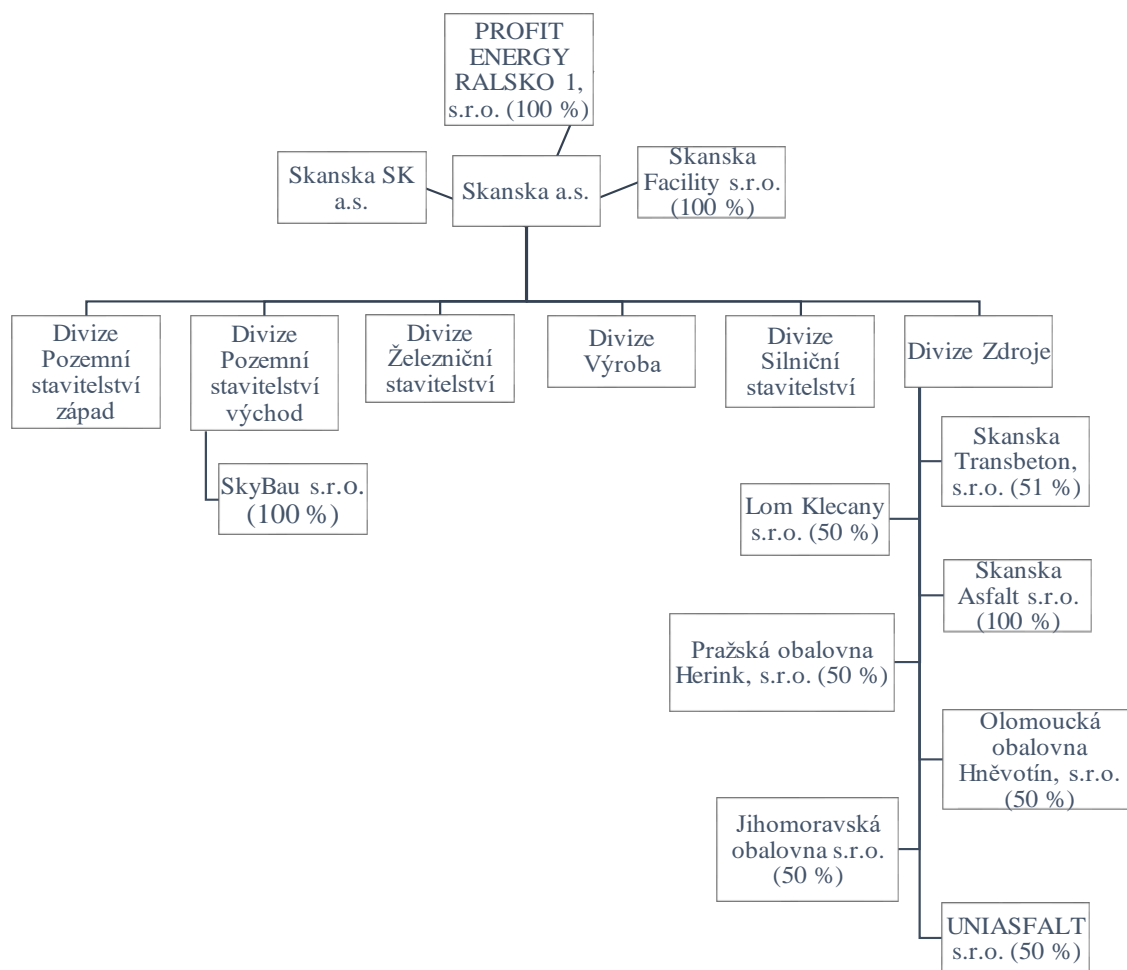 PROFIT
ENERGY
RALSKO 1,
s.r.o. (100 %)
Skanska SK
a.s.
Skanska a.s.
Skanska
Facility s.r.o.
(100 %)
Divize
Pozemní
stavitelství
západ
Divize
Pozemní
stavitelství
východ
Divize
Železniční
stavitelství
Divize
Výroba
Divize
Silniční
stavitelství
Divize Zdroje
SkyBau s.r.o.
(100 %)
Skanska
Transbeton,
s.r.o. (51 %)
Lom Klecany
s.r.o. (50 %)
Skanska
Asfalt s.r.o.
(100 %)
Pražská obalovna
Herink, s.r.o. (50 %)
Olomoucká
obalovna
Hněvotín, s.r.o.
(50 %)
Jihomoravská
obalovna s.r.o.
(50 %)
UNIASFALT
s.r.o. (50 %)